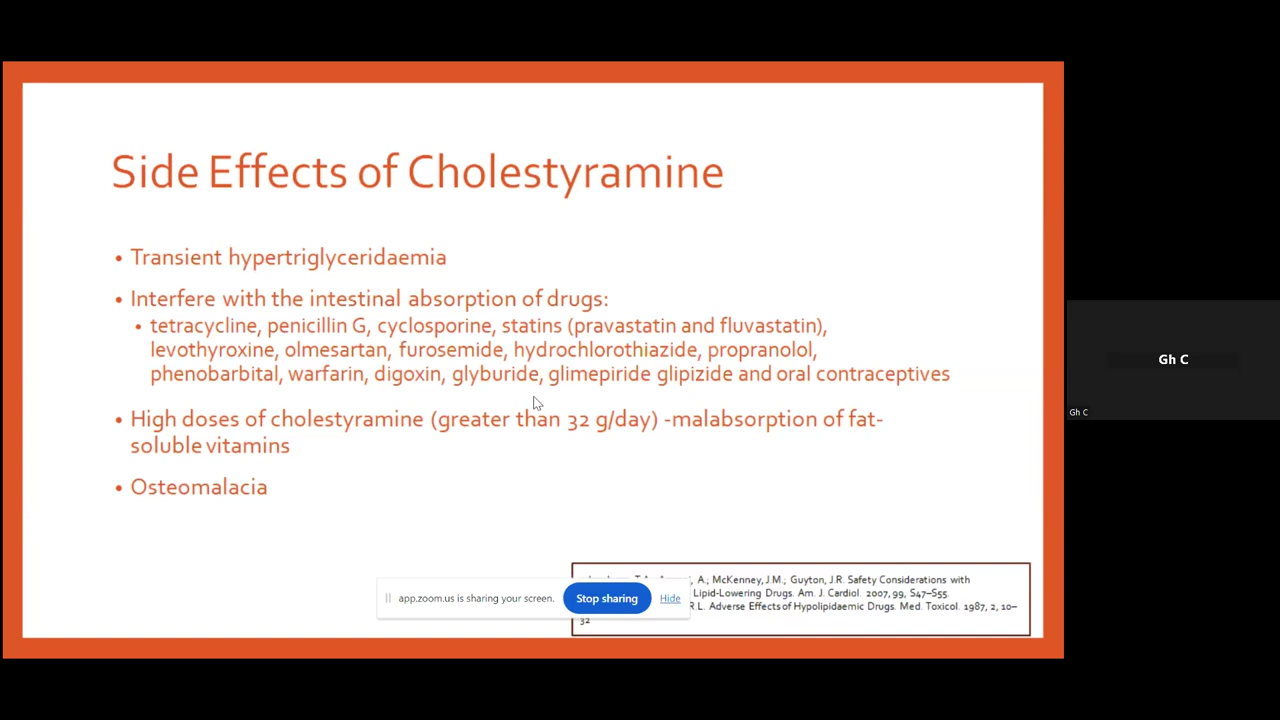 Side Effects of Cholestyramine
• Transient hypertriglyceridaemia
• Interfere with the intestinal absorption of drugs:
• tetracycline, penicillin G, cyclosporine, statins (pravastatin and fluvastatin),
levothyroxine, olmesartan, furosemide, hydrochlorothiazide, propranolol,
phenobarbital, warfarin, digoxin, glyburide, glimepiride glipizide and oral contraceptives
• High doses of cholestyramine (greater than 32 g/day) -malabsorption of fat-
soluble vitamins
• Osteomalacia
A.; McKenney, J.M.; Guyton, J.R. Safety Considerations with
Lipid-Lowering Drugs. Am. J. Cardiol. 2007, 99, S47–S55.
L. Adverse Effects of Hypolipidaemic Drugs. Med. Toxicol. 1987, 2, 10–
32
app.zoom.us is sharing your screen.
Stop sharing
Hide
Gh C
Gh C